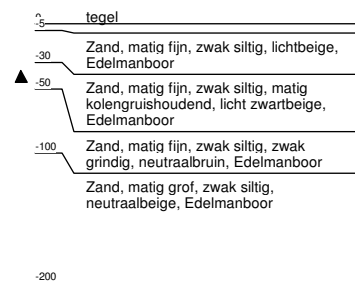 0
tegel
-5
Zand, matig fijn, zwak siltig, lichtbeige,
Edelmanboor
-30
Zand, matig fijn, zwak siltig, matig
kolengruishoudend, licht zwartbeige,
Edelmanboor
-50
Zand, matig fijn, zwak siltig, zwak
grindig, neutraalbruin, Edelmanboor
-100
Zand, matig grof, zwak siltig,
neutraalbeige, Edelmanboor
-200